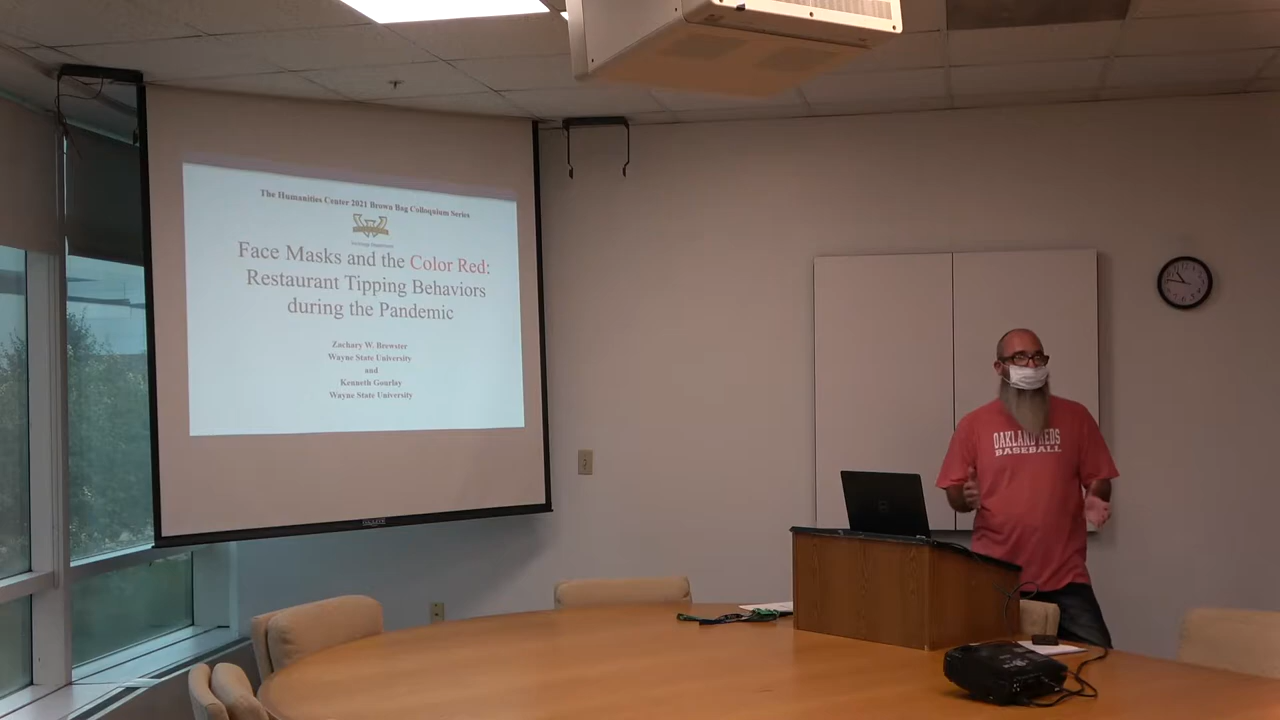 The Humanities Center 2021 Brown Bag Colloquium Series
Face Masks and the Color Red:
Restaurant Tipping Behaviors
during the Pandemic
Zachary W. Brewster
Wayne State University
and
Kenneth Gourlay
Wayne State University
OAKLAND REDS
BASEBALL